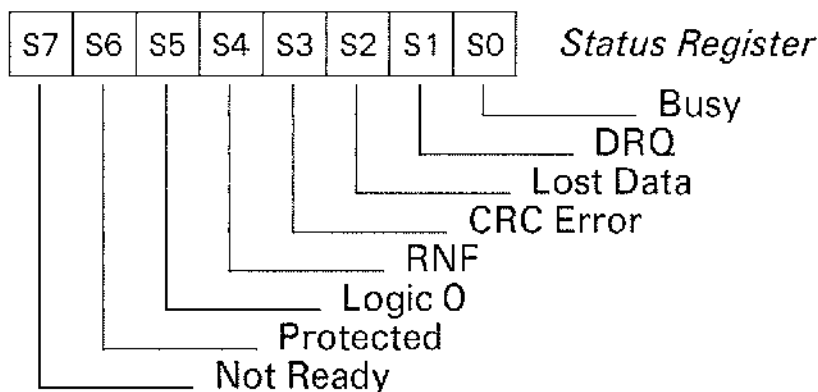 S7 S6 S5 S4 S3 S2 S1 S0 Status Register
Busy
DRQ
Lost Data
CRC Error
RNF
Logic 0
Protected
Not Ready